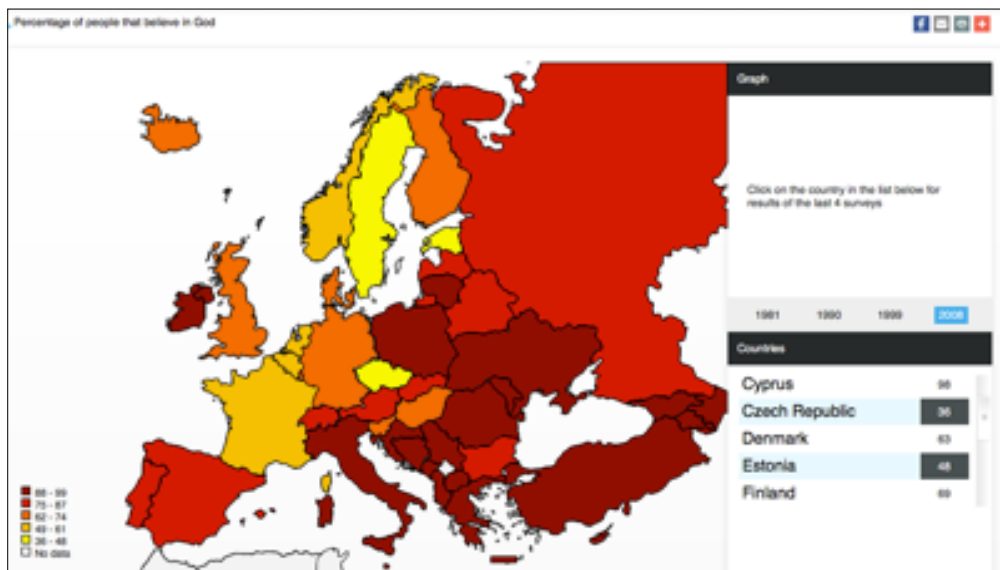 Percentage of people that believe in God
Graph
Click on the country in the list below for
results of the last 4 surveys
1981 1990 1999 2008
Countries
Cyprus 98
Czech Republic 36
Denmark 63
Estonia 48
Finland 69
88 - 99
75 - 87
62 - 74
49 - 61
36 - 48
No data